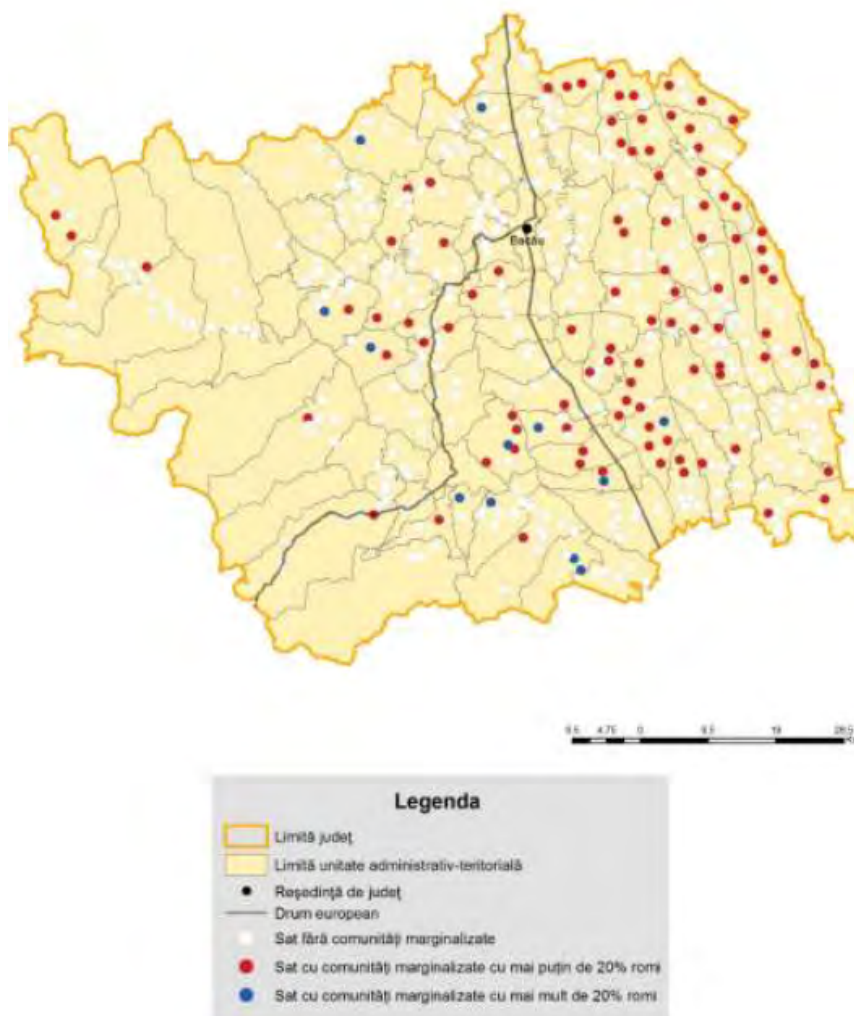 Bacău
9.5 4.75 0 9.5 19 28.5
Legenda
Limită județ
Limită unitate administrativ-teritorială
Reședință de județ
Drum european
Sat fără comunități marginalizate
Sat cu comunități marginalizate cu mai puțin de 20% romi
Sat cu comunități marginalizate cu mai mult de 20% romi